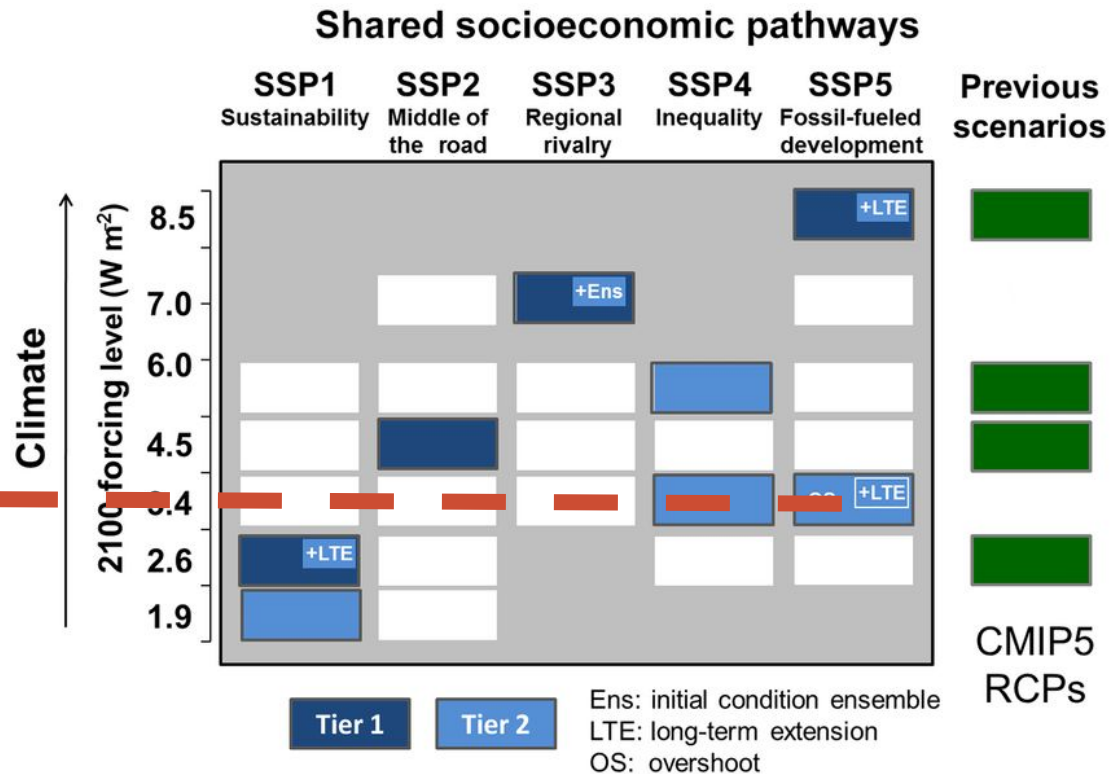 Shared socioeconomic pathways
SSP1 SSP2 SSP3 SSP4 SSP5 Previous scenarios
Sustainability Middle of the road Regional rivalry Inequality Fossil-fueled development
Climate
2100 forcing level (W m-2)
8.5 +LTE
7.0 +Ens
6.0
4.5
.4 +LTE
2.6 +LTE
1.9
CMIP5
RCPs
Tier 1 Tier 2
Ens: initial condition ensemble
LTE: long-term extension
OS: overshoot